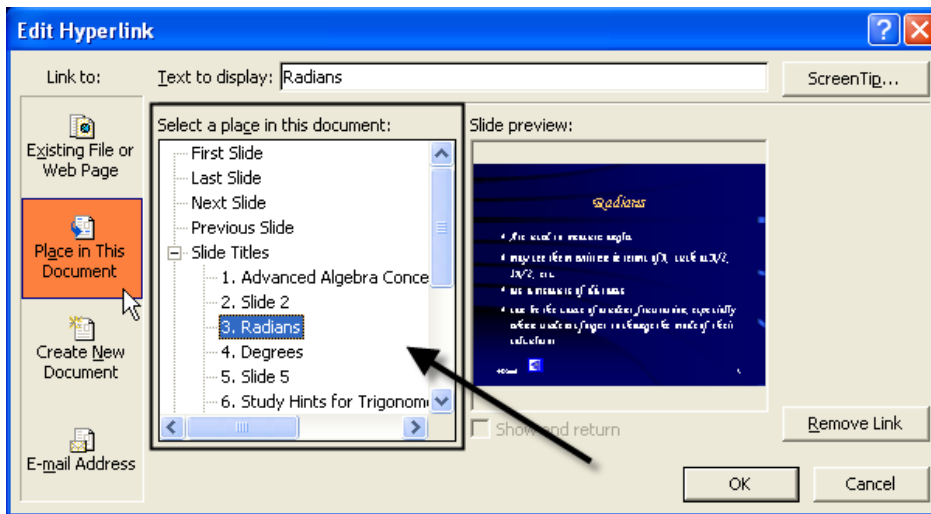 Edit Hyperlink
Link to:
Text to display: Radians
ScreenTip...
Existing File or
Web Page
Place in This
Document
Create New
Document
E-mail Address
Select a place in this document:
First Slide
Last Slide
Next Slide
Previous Slide
Slide Titles
1. Advanced Algebra Conce
2. Slide 2
3. Radians
4. Degrees
5. Slide 5
6. Study Hints for Trigonom
Slide preview:
Radians
Show and return
Remove Link
OK
Cancel